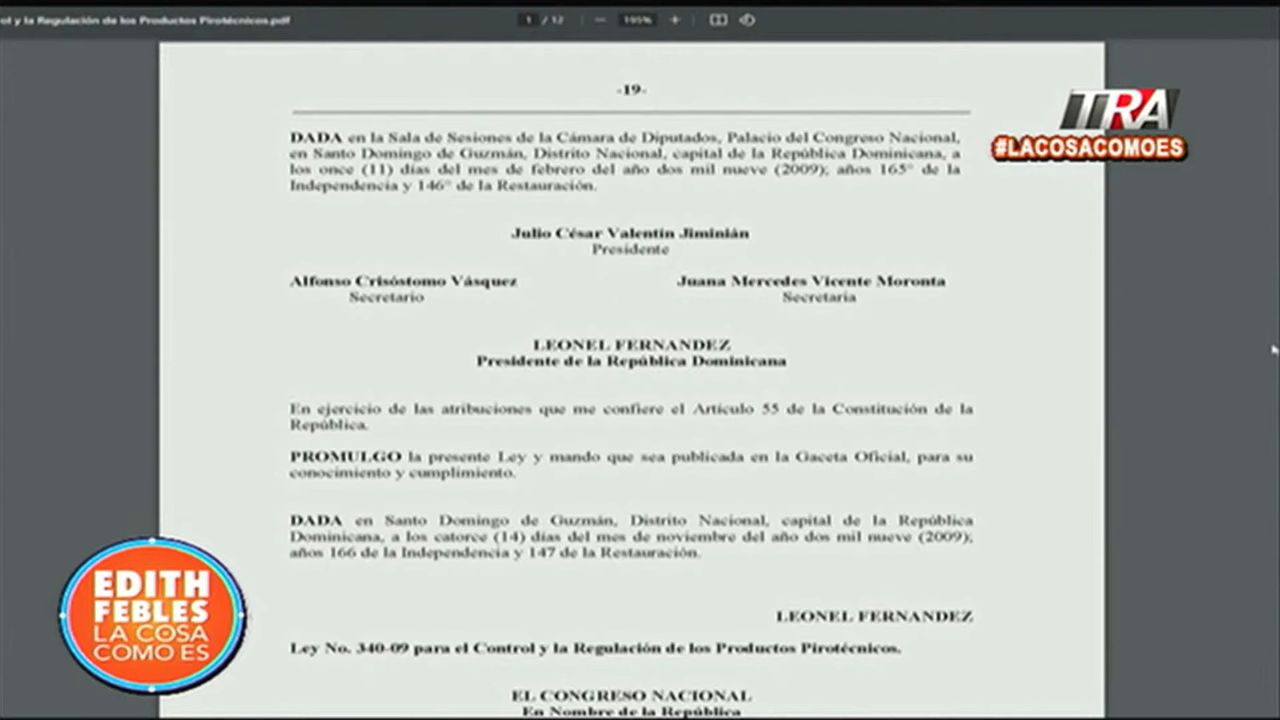 ol y la Regulación de los Productos Pirotécnicos.pdf
1 / 12
195%
-19-
TRA
#LACOSACOMOES
DADA en la Sala de Sesiones de la Cámara de Diputados, Palacio del Congreso Nacional,
en Santo Domingo de Guzmán, Distrito Nacional, capital de la República Dominicana, a
los once (11) días del mes de febrero del año dos mil nueve (2009); años 165° de la
Independencia y 146° de la Restauración.
Julio César Valentín Jiminián
Presidente
Alfonso Crisóstomo Vásquez
Juana Mercedes Vicente Moronta
Secretario
Secretaria
LEONEL FERNANDEZ
Presidente de la República Dominicana
En ejercicio de las atribuciones que me confiere el Artículo 55 de la Constitución de la
República.
PROMULGO la presente Ley y mando que sea publicada en la Gaceta Oficial, para su
conocimiento y cumplimiento.
DADA en Santo Domingo de Guzmán, Distrito Nacional, capital de la República
Dominicana, a los catorce (14) días del mes de noviembre del año dos mil nueve (2009);
años 166 de la Independencia y 147 de la Restauración.
LEONEL FERNANDEZ
Ley No. 340-09 para el Control y la Regulación de los Productos Pirotécnicos.
EL CONGRESO NACIONAL
En Nombre de la República
EDITH
FEBLES
LA COSA
COMO ES